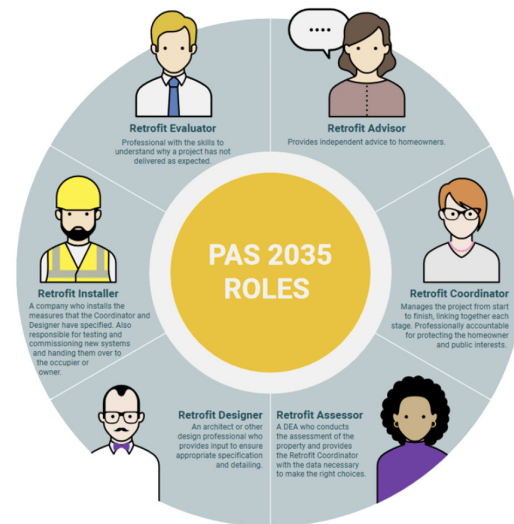 ....
Retrofit Evaluator
Professional with the skills to
understand why a project has not
delivered as expected.
Retrofit Advisor
Provides independent advice to homeowners.
PAS 2035
ROLES
Retrofit Installer
A company who installs the
measures that the Coordinator and
Designer have specified. Also
responsible for testing and
commissioning new systems
and handing them over to
the occupier or
owner.
Retrofit Coordinator
Manages the project from start
to finish, linking together each
stage. Professionally accountable
for protecting the homeowner
and public interests.
Retrofit Designer
An architect or other
design professional who
provides input to ensure
appropriate specification
and detailing.
Retrofit Assessor
A DEA who conducts
the assessment of the
property and provides
the Retrofit Coordinator
with the data necessary
to make the right choices.